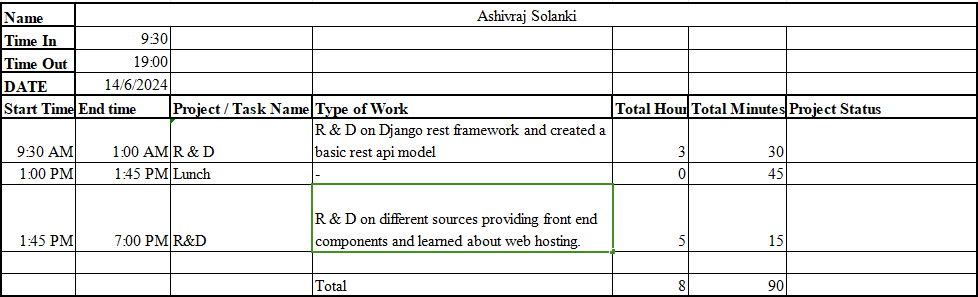 Name Ashivraj Solanki
Time In 9:30
Time Out 19:00
DATE 14/6/2024
Start Time End time Project / Task Name Type of Work Total Hour Total Minutes Project Status
R & D on Django rest framework and created a
9:30 AM 1:00 AM R & D basic rest api model 3 30
1:00 PM 1:45 PM Lunch - 0 45
R & D on different sources providing front end
1:45 PM 7:00 PM R&D components and learned about web hosting. 5 15
Total 8 90